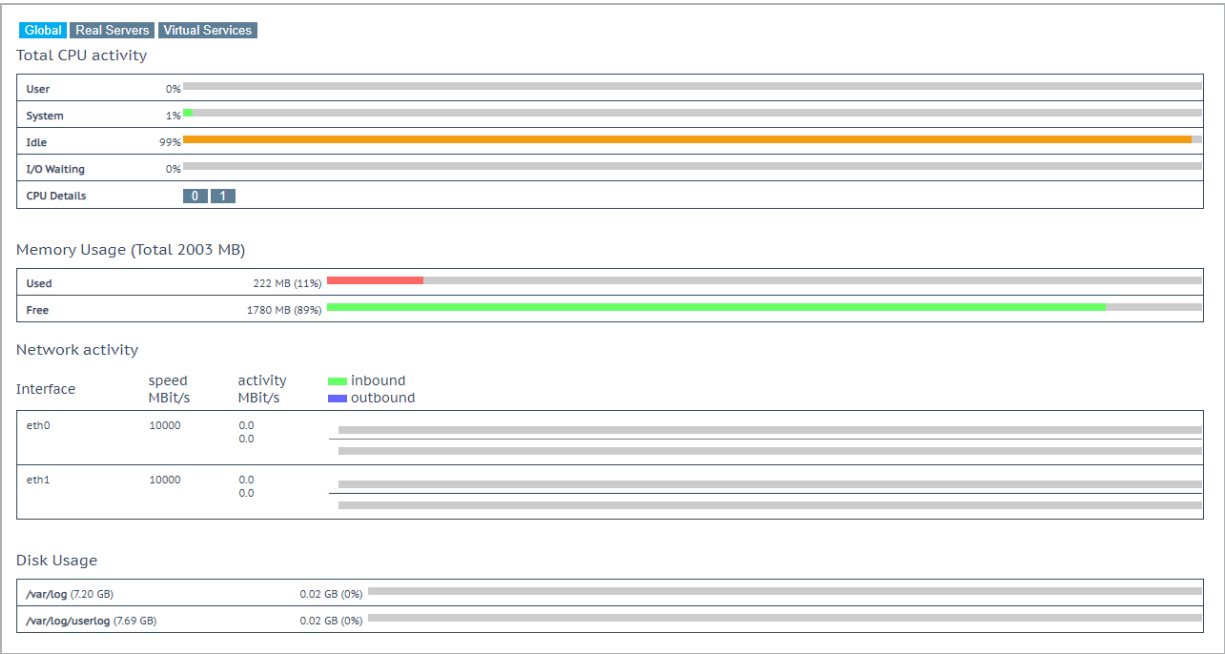 Global Real Servers Virtual Services
Total CPU activity
User 0%
System 1%
Idle 99%
I/O Waiting 0%
CPU Details 0 1
Memory Usage (Total 2003 MB)
Used 222 MB (11%)
Free 1780 MB (89%)
Network activity
Interface speed MBit/s activity MBit/s inbound outbound
eth0 10000 0.0
0.0
eth1 10000 0.0
0.0
Disk Usage
/var/log (7.20 GB) 0.02 GB (0%)
/var/log/userlog (7.69 GB) 0.02 GB (0%)